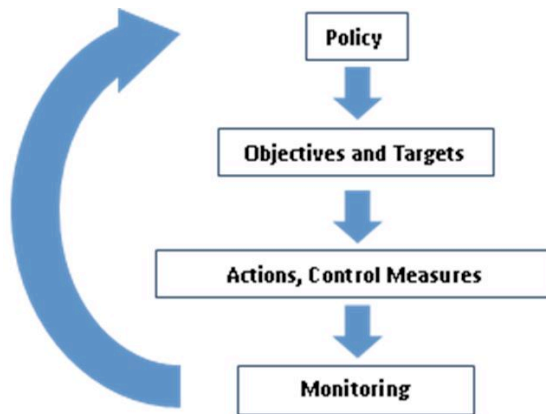 Policy
Objectives and Targets
Actions, Control Measures
Monitoring